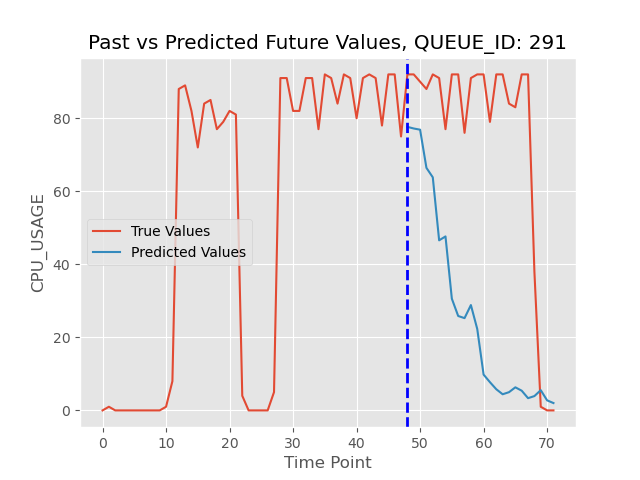 Past vs Predicted Future Values, QUEUE_ID: 291
80
60
40
20
0
CPU_USAGE
True Values
Predicted Values
0 10 20 30 40 50 60 70
Time Point